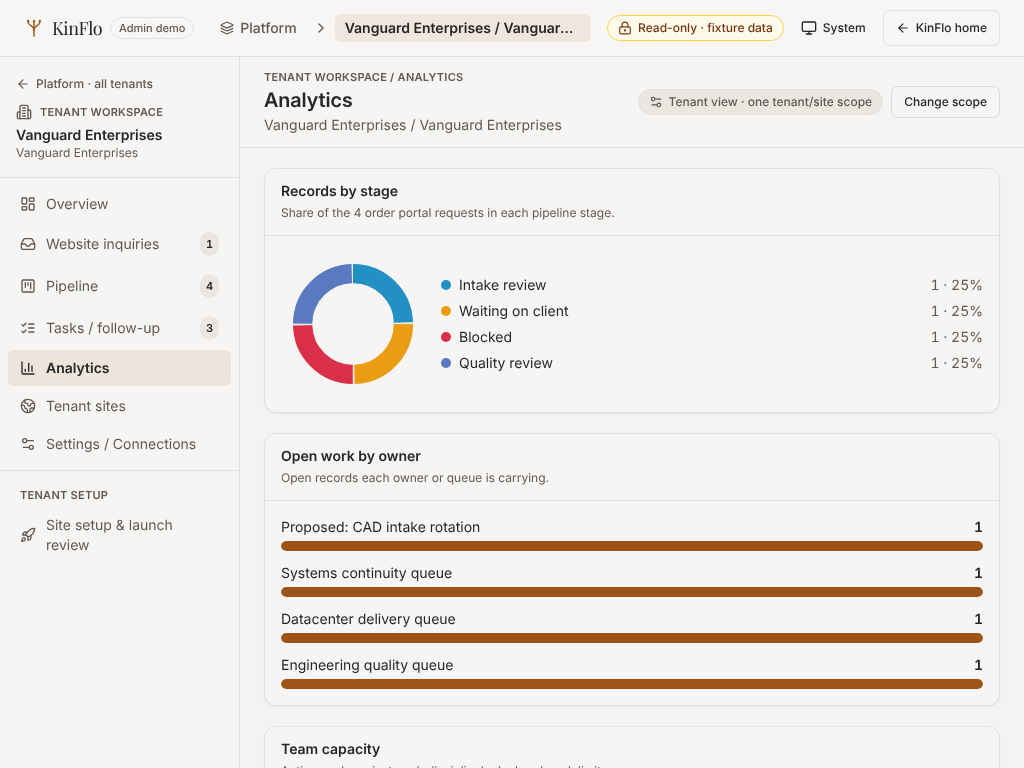 KinFlo
Admin demo
Platform
Vanguard Enterprises / Vanguar...
Read-only · fixture data
System
KinFlo home
Platform · all tenants
TENANT WORKSPACE
Vanguard Enterprises
Vanguard Enterprises
Overview
Website inquiries 1
Pipeline 4
Tasks / follow-up 3
Analytics
Tenant sites
Settings / Connections
TENANT SETUP
Site setup & launch
review
TENANT WORKSPACE / ANALYTICS
Analytics
Vanguard Enterprises / Vanguard Enterprises
Tenant view · one tenant/site scope
Change scope
Records by stage
Share of the 4 order portal requests in each pipeline stage.
Intake review 1 · 25%
Waiting on client 1 · 25%
Blocked 1 · 25%
Quality review 1 · 25%
Open work by owner
Open records each owner or queue is carrying.
Proposed: CAD intake rotation 1
Systems continuity queue 1
Datacenter delivery queue 1
Engineering quality queue 1
Team capacity